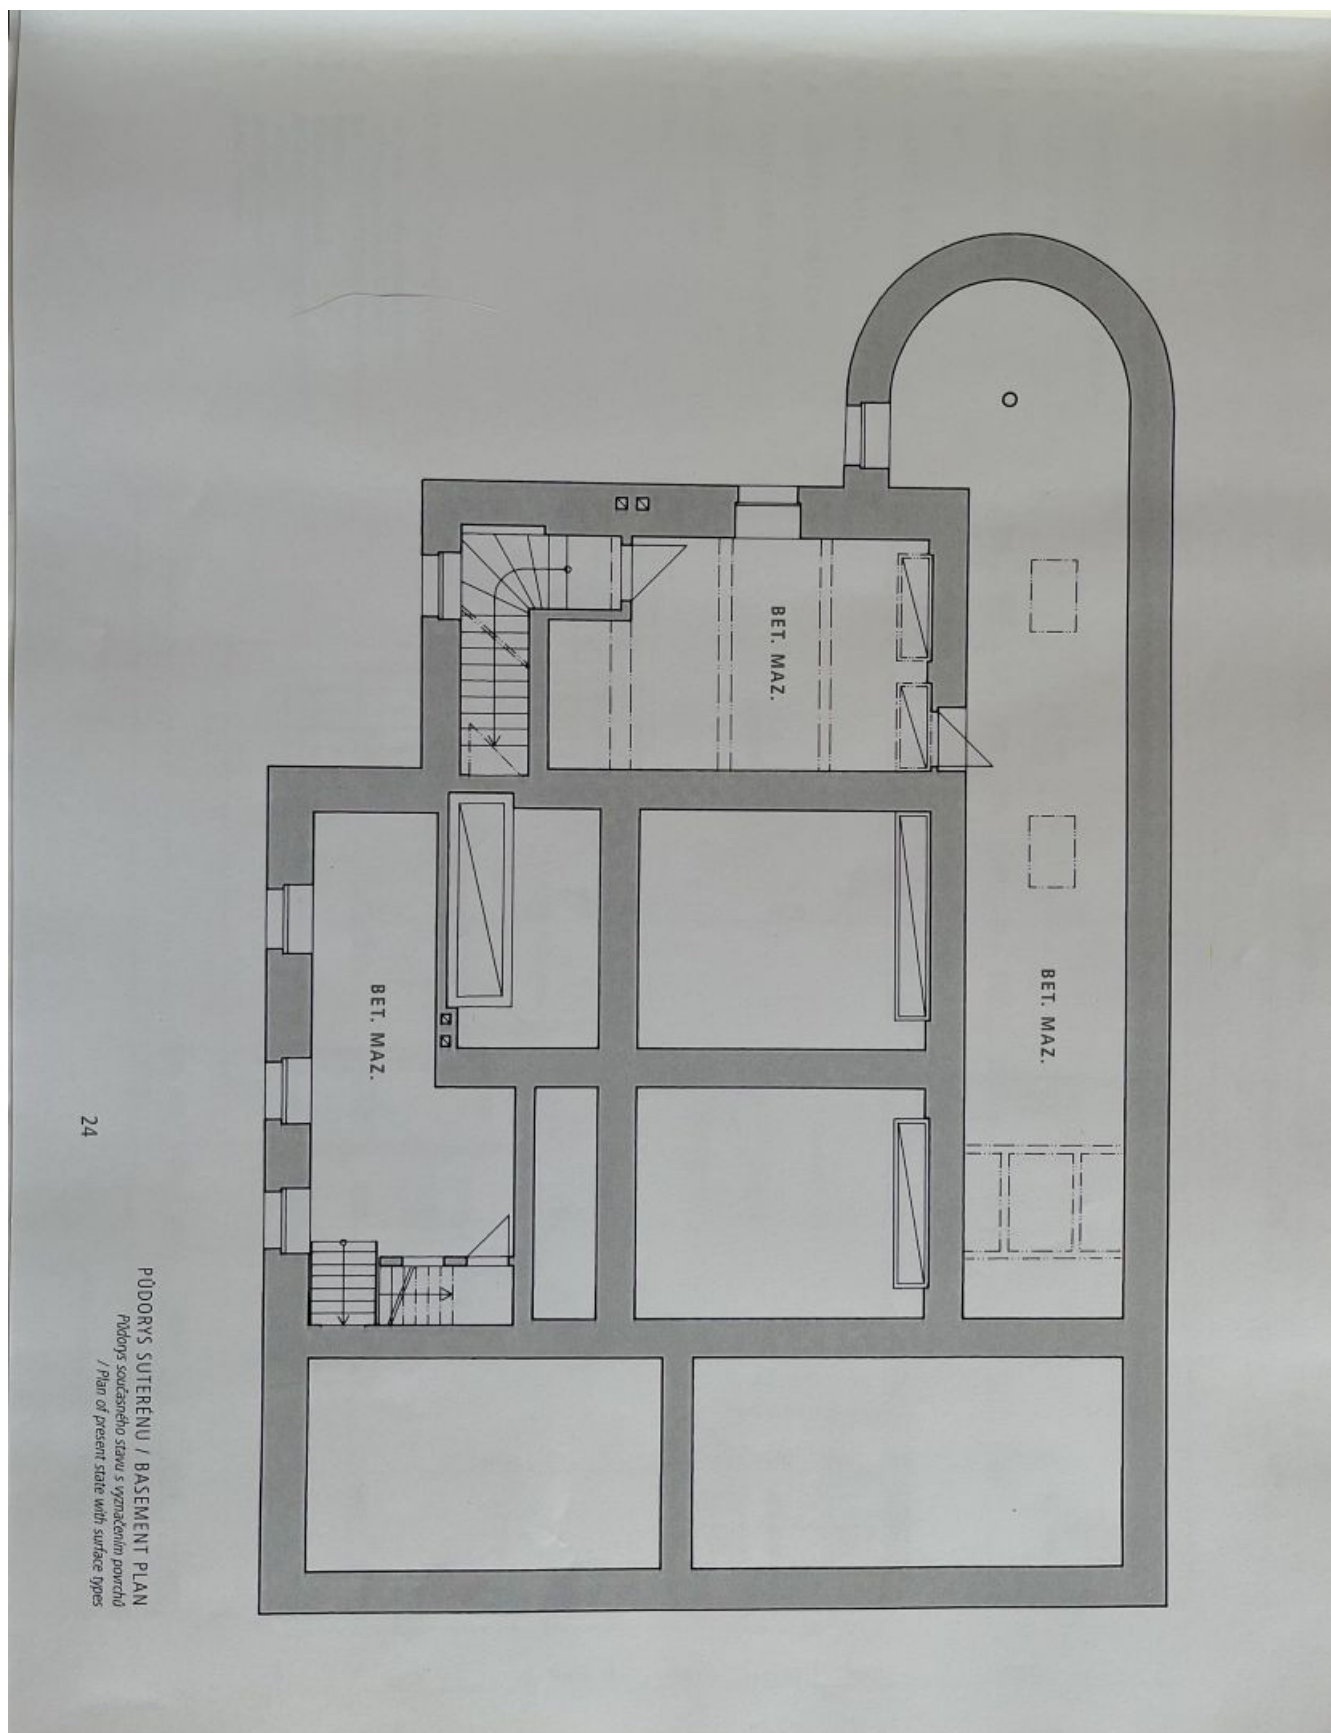 BET. MAZ.
BET. MAZ.
BET. MAZ.
PŮDORYS SUTERÉNU / BASEMENT PLAN
Půdorys současného stavu s vyznačením povrchů
/ Plan of present state with surface types
24